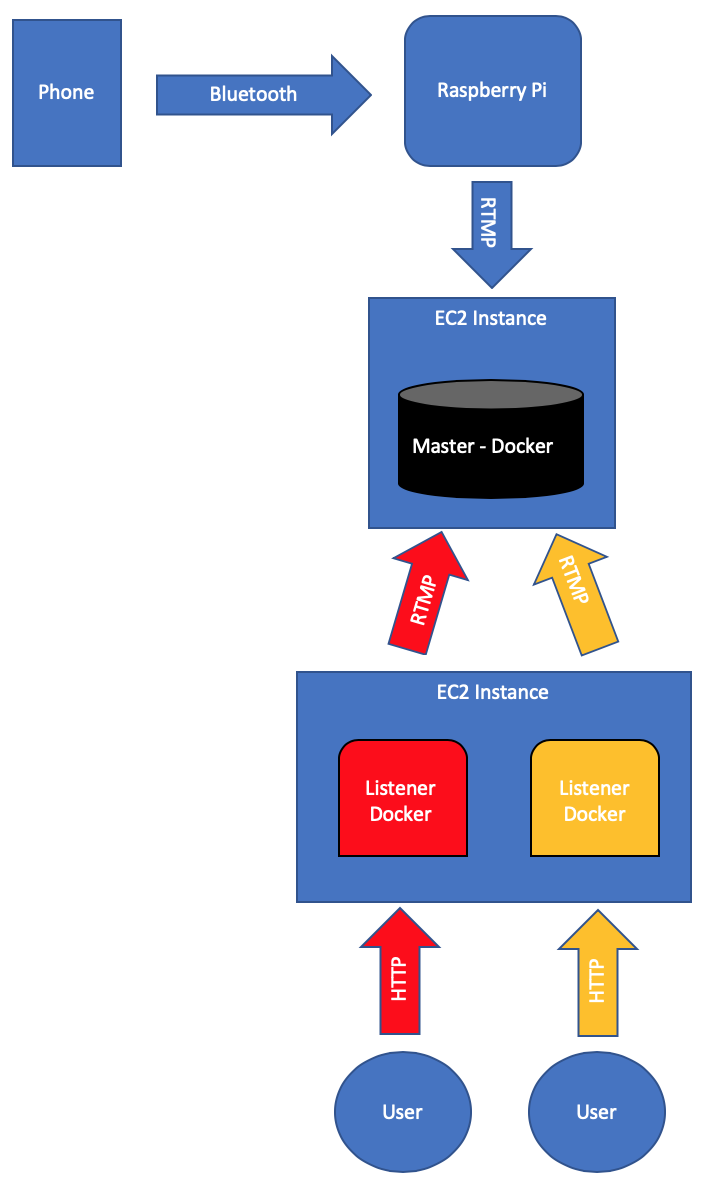 Phone
Bluetooth
Raspberry Pi
RTMP
EC2 Instance
Master - Docker
RTMP
RTMP
EC2 Instance
Listener
Docker
Listener
Docker
HTTP
HTTP
User
User